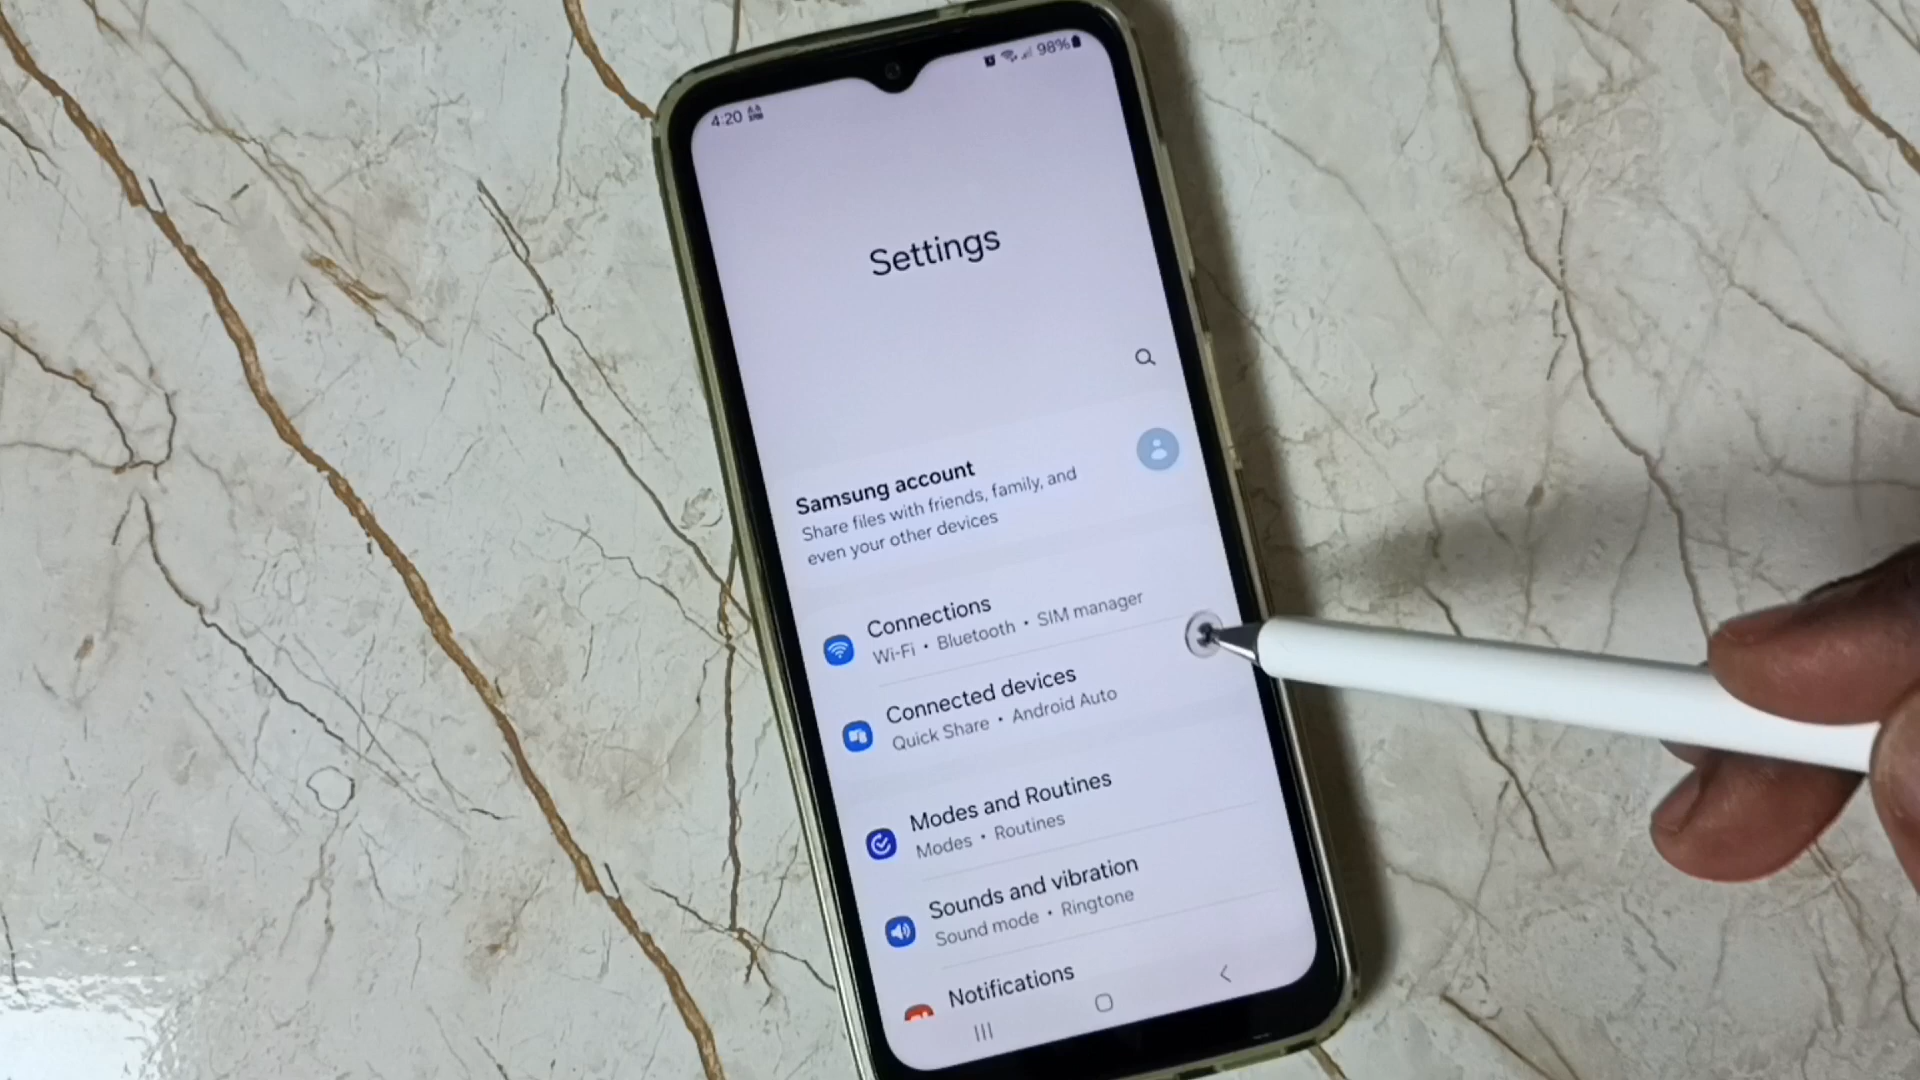 4:20
98%
Settings
Samsung account
Share files with friends, family, and
even your other devices
Connections
Wi-Fi • Bluetooth • SIM manager
Connected devices
Quick Share • Android Auto
Modes and Routines
Modes • Routines
Sounds and vibration
Sound mode • Ringtone
Notifications